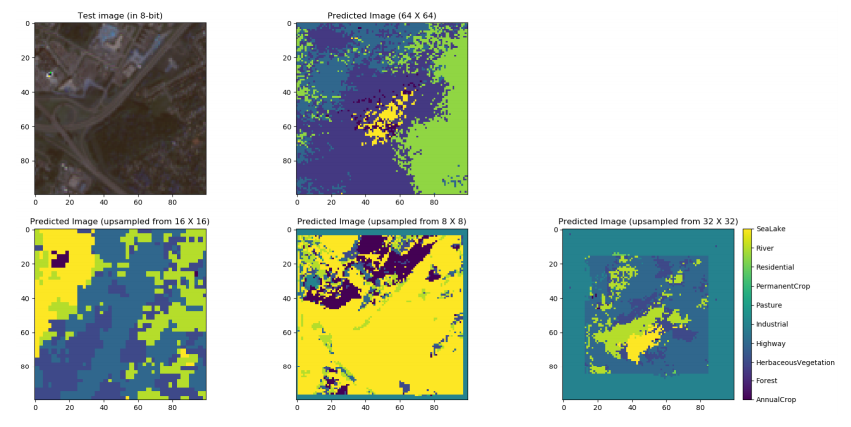 Test image (in 8-bit)
0
20
40
60
80
0 20 40 60 80
Predicted Image (64 X 64)
0
20
40
60
80
0 20 40 60 80
Predicted Image (upsampled from 16 X 16)
0
20
40
60
80
0 20 40 60 80
Predicted Image (upsampled from 8 X 8)
0
20
40
60
80
0 20 40 60 80
Predicted Image (upsampled from 32 X 32)
0
20
40
60
80
0 20 40 60 80
SeaLake
River
Residential
PermanentCrop
Pasture
Industrial
Highway
HerbaceousVegetation
Forest
AnnualCrop